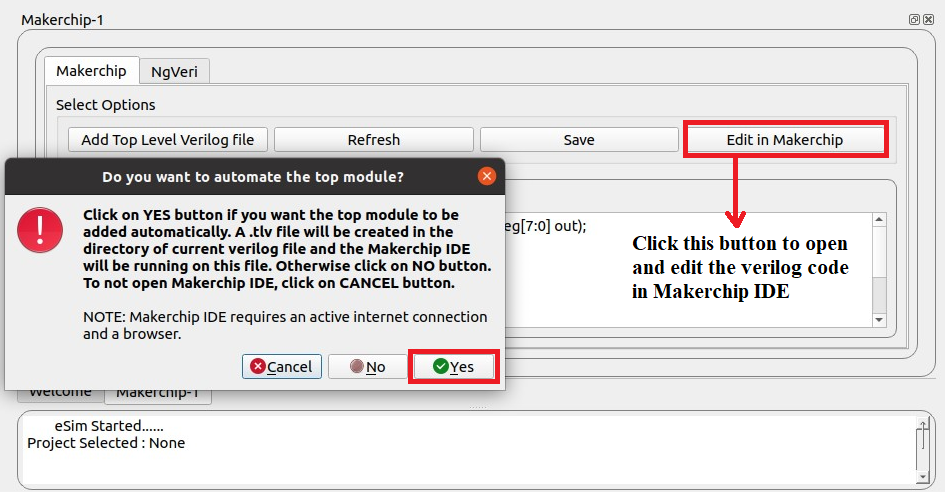 Makerchip-1
Makerchip NgVeri
Select Options
Add Top Level Verilog file Refresh Save Edit in Makerchip
Do you want to automate the top module?
Click on YES button if you want the top module to be
added automatically. A .tlv file will be created in the
directory of current verilog file and the Makerchip IDE
will be running on this file. Otherwise click on NO button.
To not open Makerchip IDE, click on CANCEL button.
NOTE: Makerchip IDE requires an active internet connection
and a browser.
Cancel No Yes
eg[7:0] out);
Click this button to open
and edit the verilog code
in Makerchip IDE
Welcome Makerchip-1
eSim Started......
Project Selected : None